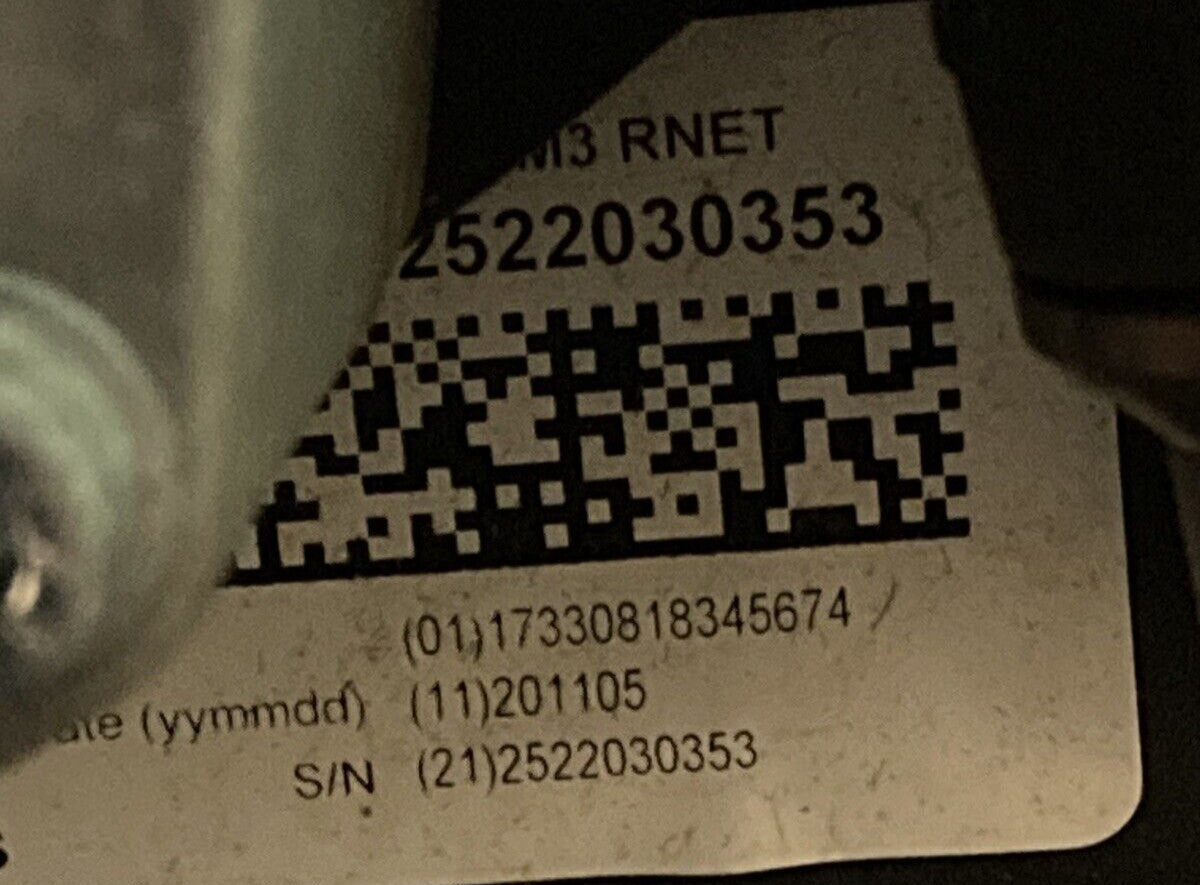 M3 RNET
2522030353
(01)17330818345674
(yymmdd) (11)201105
S/N (21)2522030353